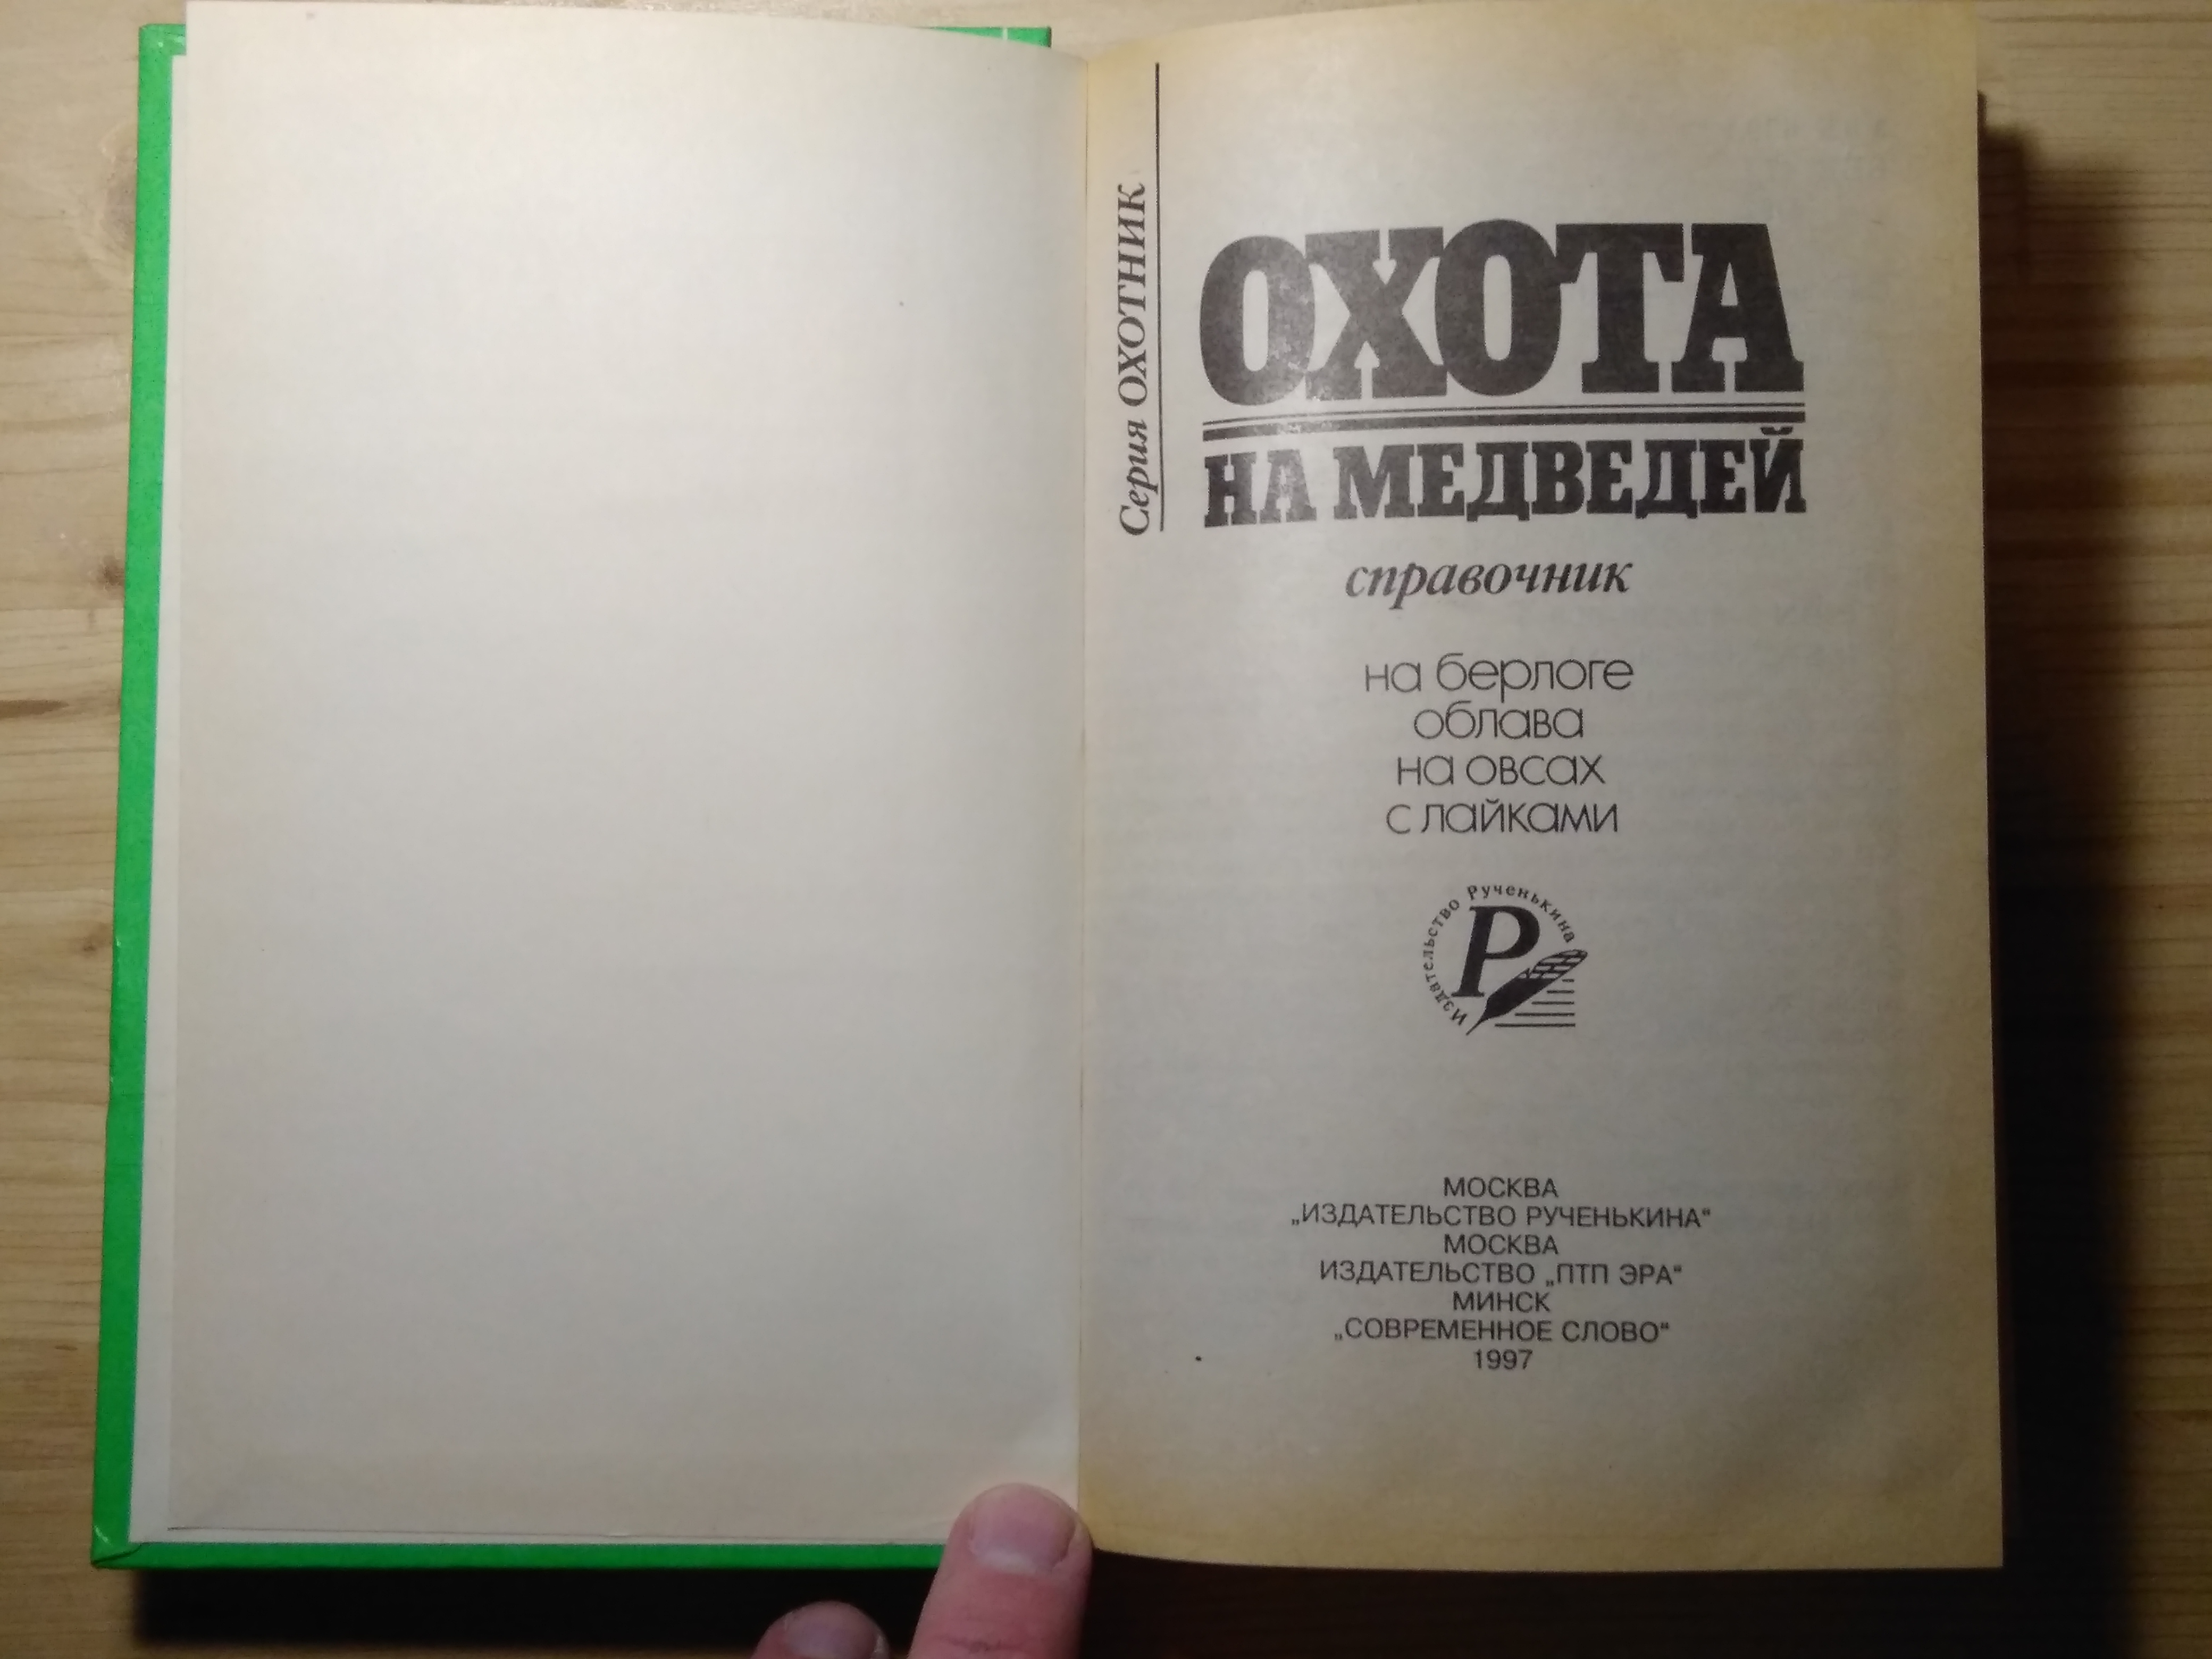 Серия ОХОТНИК
ОХОТА
НА МЕДВЕДЕЙ
справочник
на берлоге
облава
на овсах
с лайками
Издательство Рученькина
Р
МОСКВА
„ИЗДАТЕЛЬСТВО РУЧЕНЬКИНА“
МОСКВА
ИЗДАТЕЛЬСТВО „ПТП ЭРА“
МИНСК
„СОВРЕМЕННОЕ СЛОВО“
1997